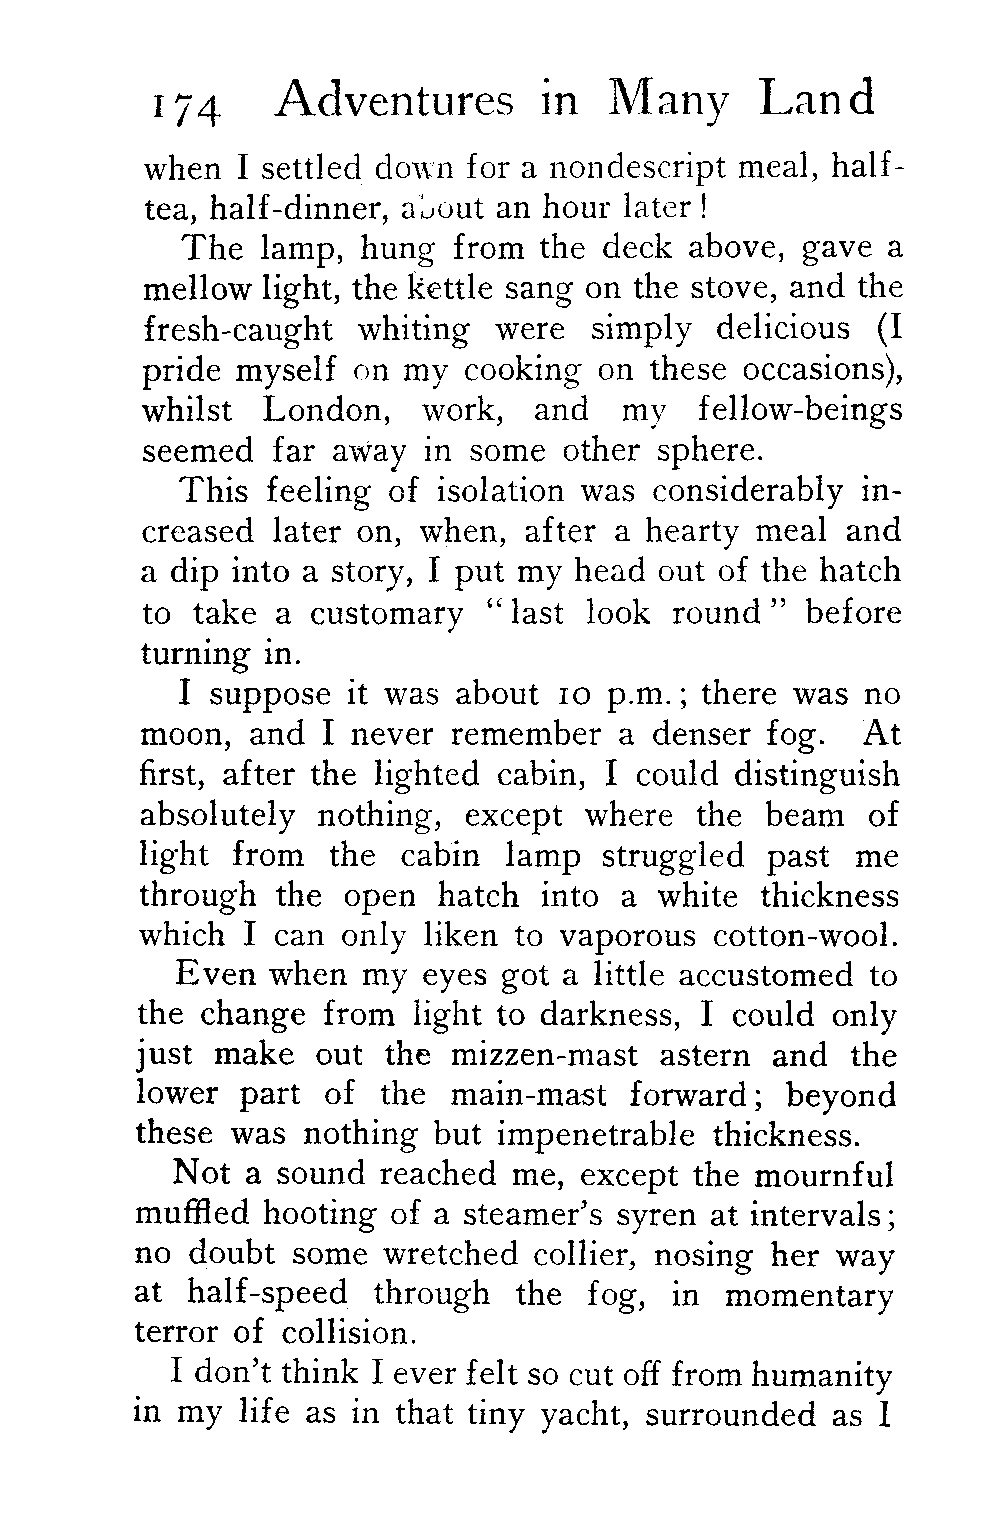 174 Adventures in Many Land
when I settled down for a nondescript meal, half-
tea, half-dinner, about an hour later!
The lamp, hung from the deck above, gave a
mellow light, the kettle sang on the stove, and the
fresh-caught whiting were simply delicious (I
pride myself on my cooking on these occasions),
whilst London, work, and my fellow-beings
seemed far away in some other sphere.
This feeling of isolation was considerably in-
creased later on, when, after a hearty meal and
a dip into a story, I put my head out of the hatch
to take a customary “last look round” before
turning in.
I suppose it was about 10 p.m.; there was no
moon, and I never remember a denser fog. At
first, after the lighted cabin, I could distinguish
absolutely nothing, except where the beam of
light from the cabin lamp struggled past me
through the open hatch into a white thickness
which I can only liken to vaporous cotton-wool.
Even when my eyes got a little accustomed to
the change from light to darkness, I could only
just make out the mizzen-mast astern and the
lower part of the main-mast forward; beyond
these was nothing but impenetrable thickness.
Not a sound reached me, except the mournful
muffled hooting of a steamer’s syren at intervals;
no doubt some wretched collier, nosing her way
at half-speed through the fog, in momentary
terror of collision.
I don’t think I ever felt so cut off from humanity
in my life as in that tiny yacht, surrounded as I